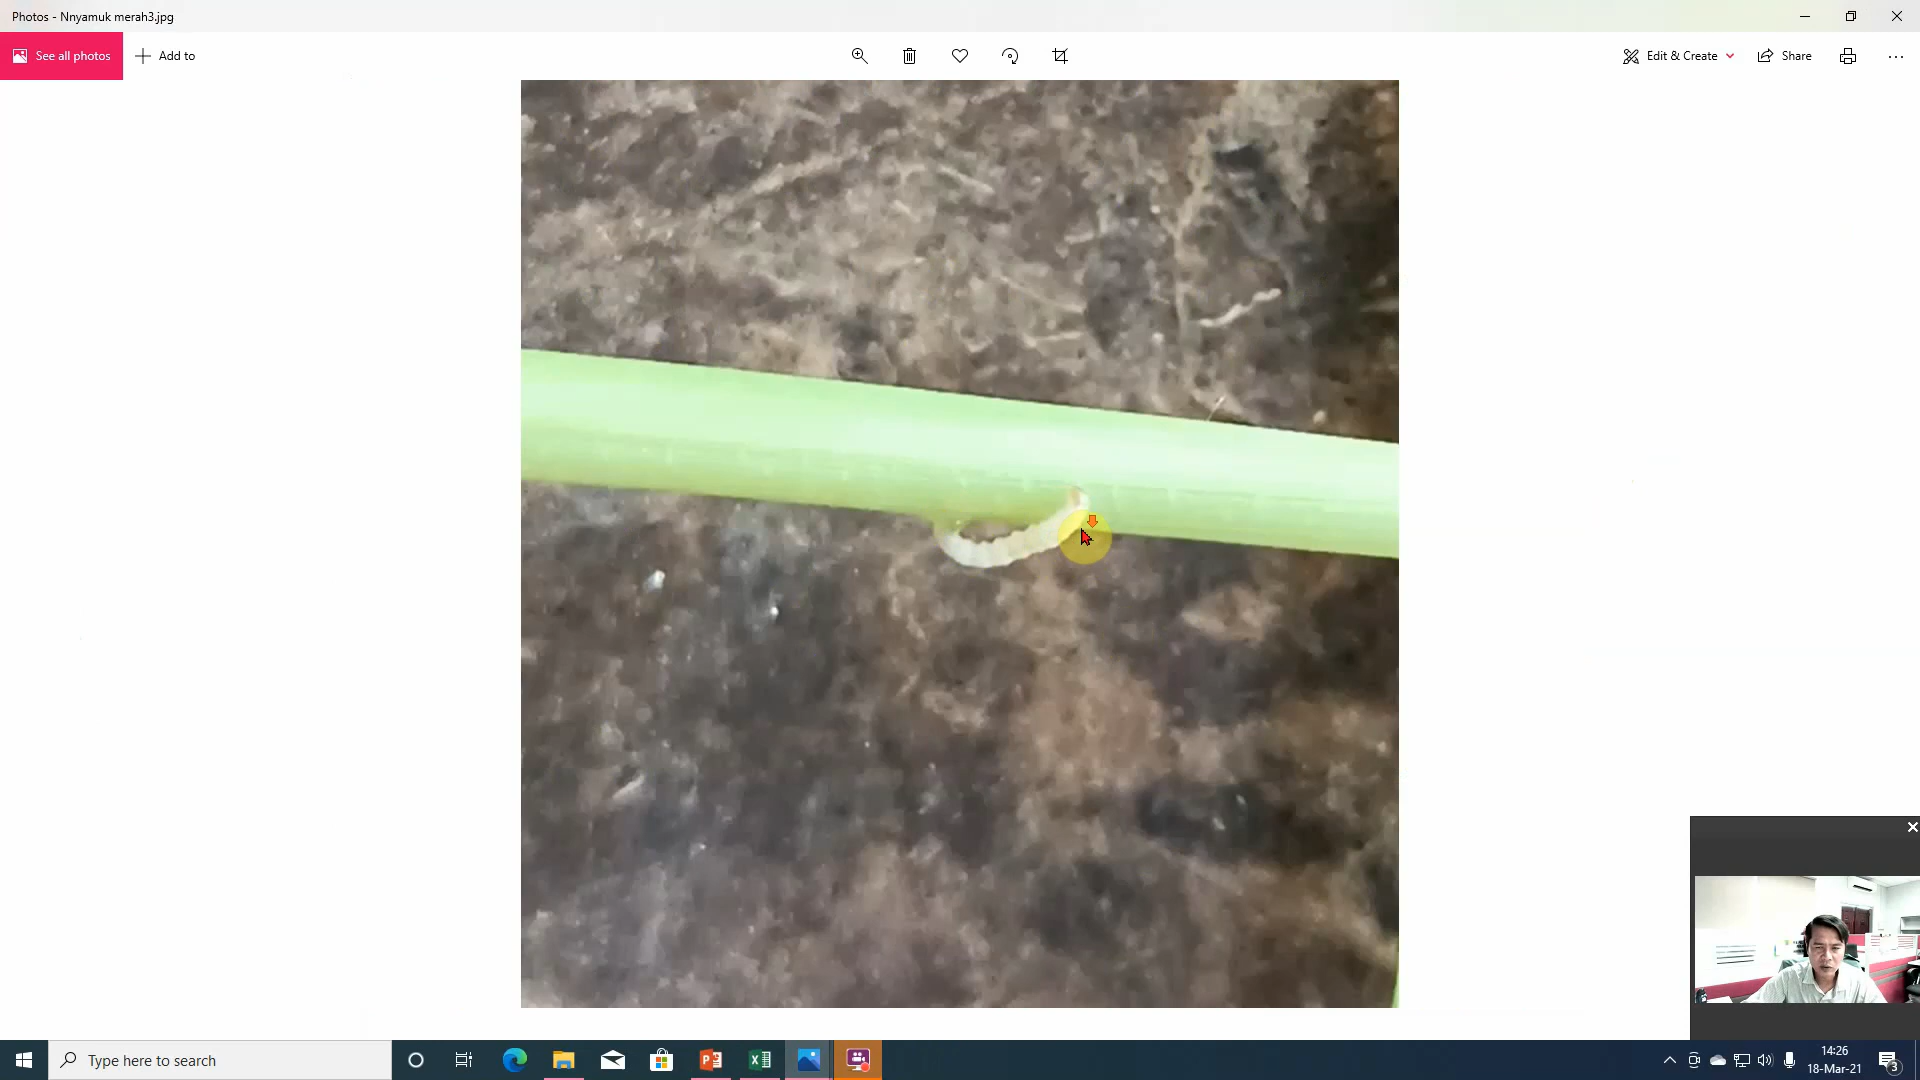 Photos - Nnyamuk merah3.jpg
See all photos
Add to
Edit & Create
Share
Type here to search
14:26
18-Mar-21
3